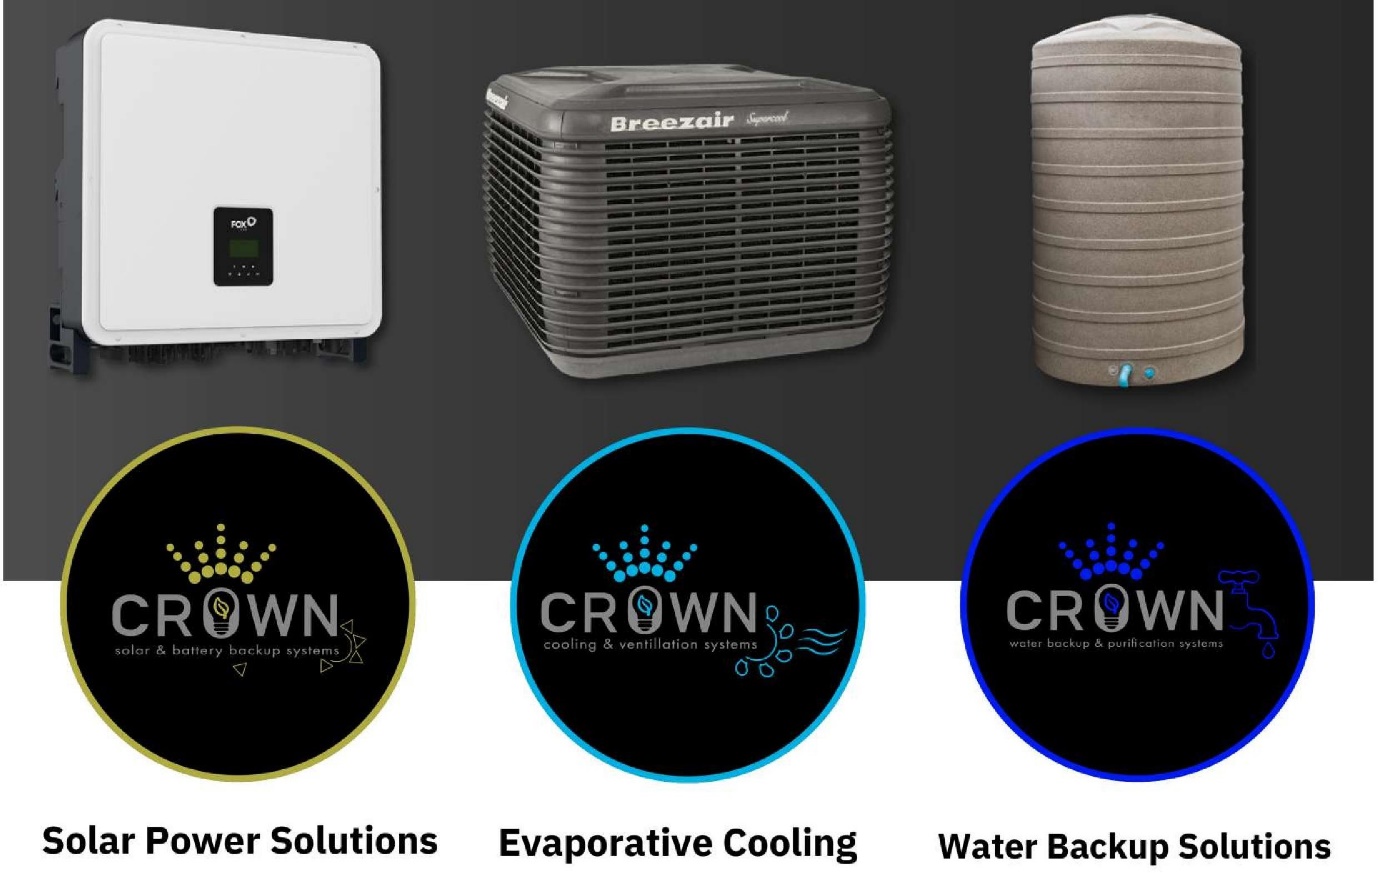 FOX
Breezair
Breezair Supercool
CROWN
solar & battery backup systems
CROWN
cooling & ventillation systems
CROWN
water backup & purification systems
Solar Power Solutions
Evaporative Cooling
Water Backup Solutions